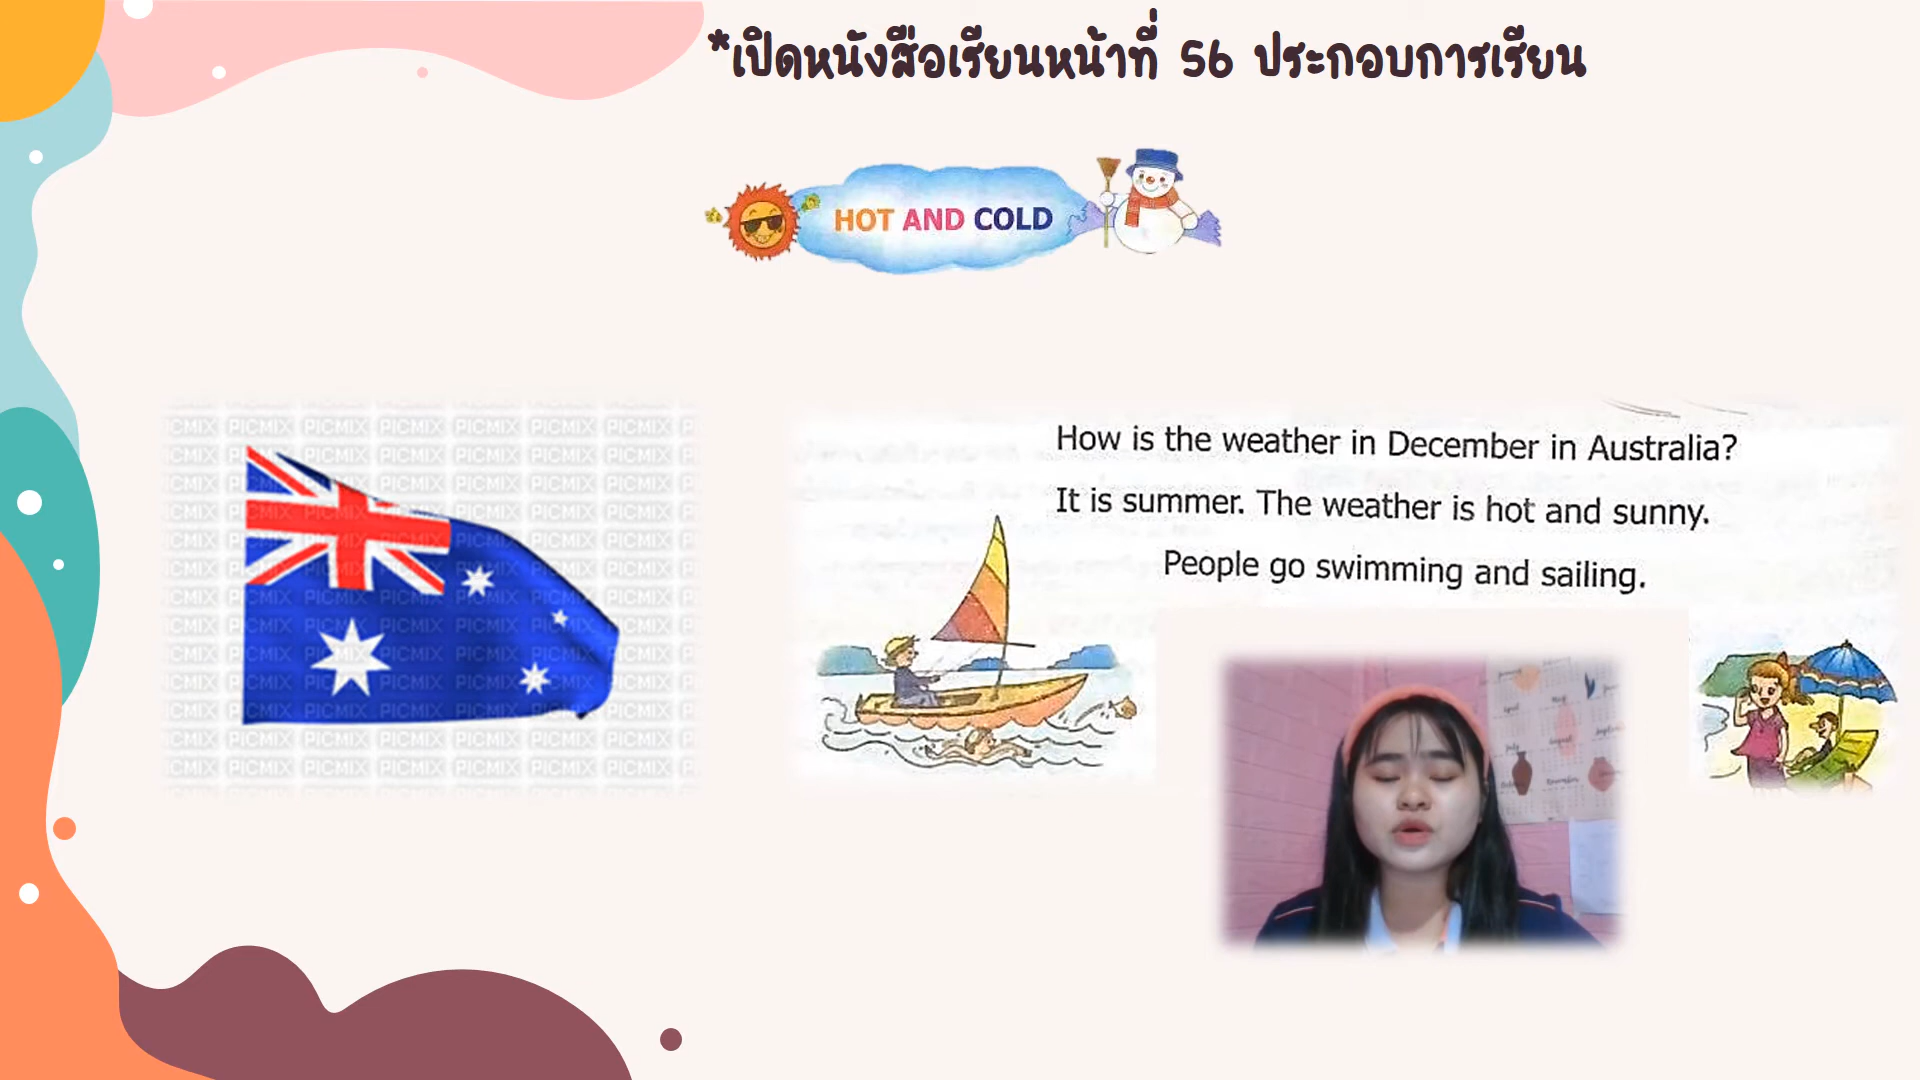 *เปิดหนังสือเรียนหน้าที่ 56 ประกอบการเรียน
HOT AND COLD
How is the weather in December in Australia?
It is summer. The weather is hot and sunny.
People go swimming and sailing.
PICMIX